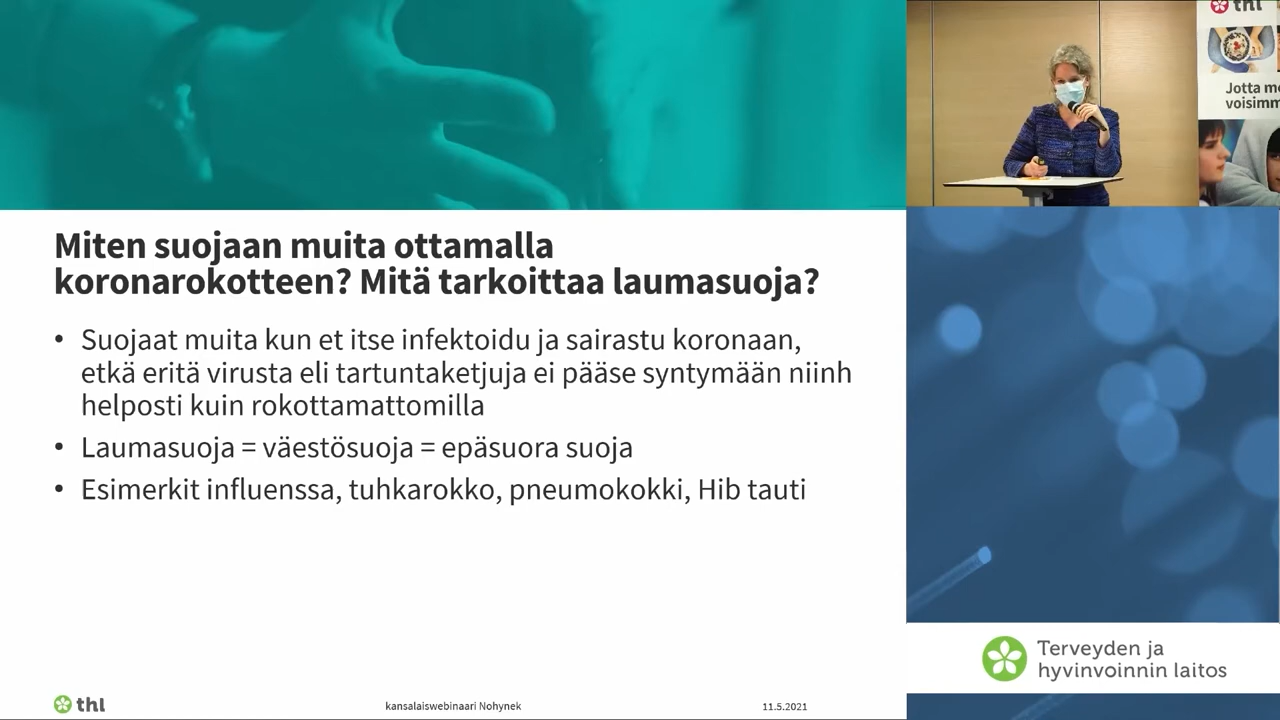 Miten suojaan muita ottamalla
koronarokotteen? Mitä tarkoittaa laumasuoja?
• Suojaat muita kun et itse infektoidu ja sairastu koronaan,
etkä eritä virusta eli tartuntaketjuja ei pääse syntymään niinh
helposti kuin rokottamattomilla
• Laumasuoja = väestösuoja = epäsuora suoja
• Esimerkit influenssa, tuhkarokko, pneumokokki, Hib tauti
thl
kansalaiswebinaari Nohynek
11.5.2021
thl
Jotta me
voisimm
Terveyden ja
hyvinvoinnin laitos